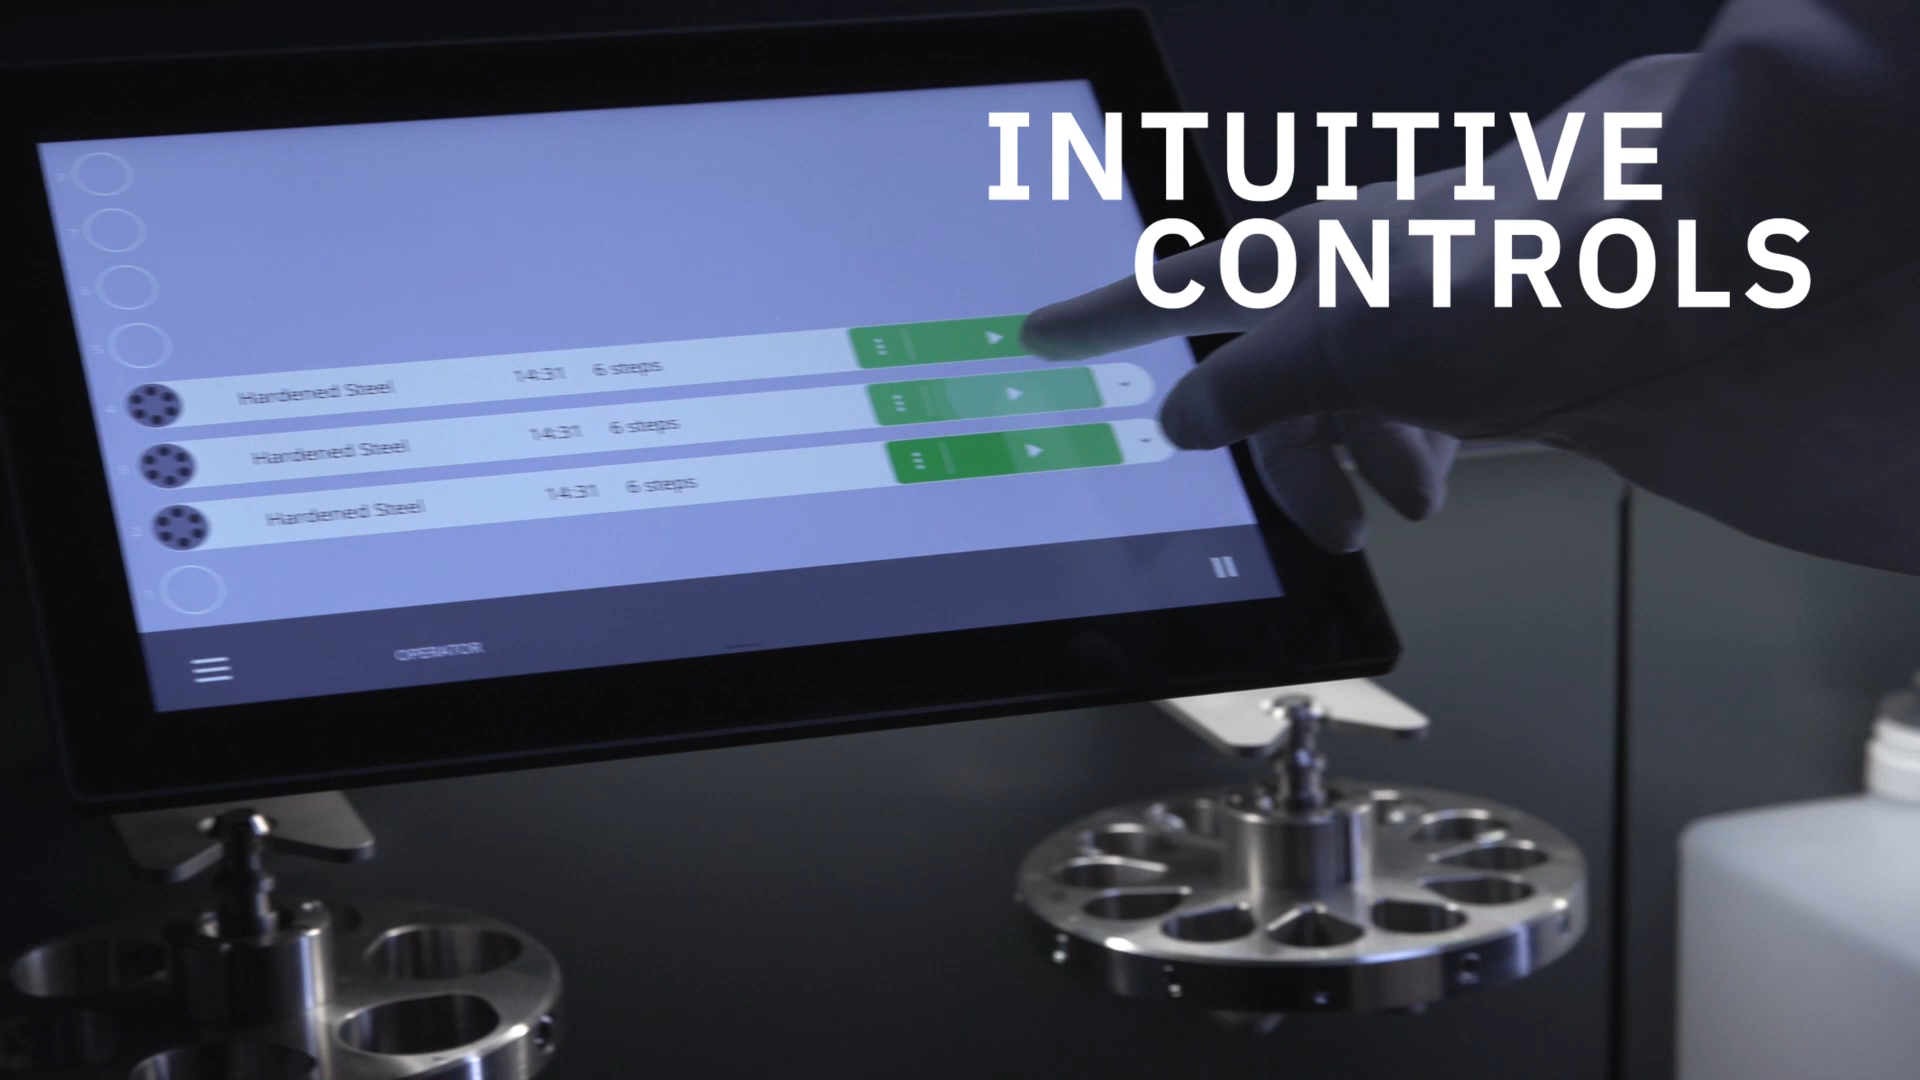 INTUITIVE
CONTROLS
Hardened Steel 14:31 6 steps
Hardened Steel 14:31 6 steps
Hardened Steel 14:31 6 steps
OPERATOR